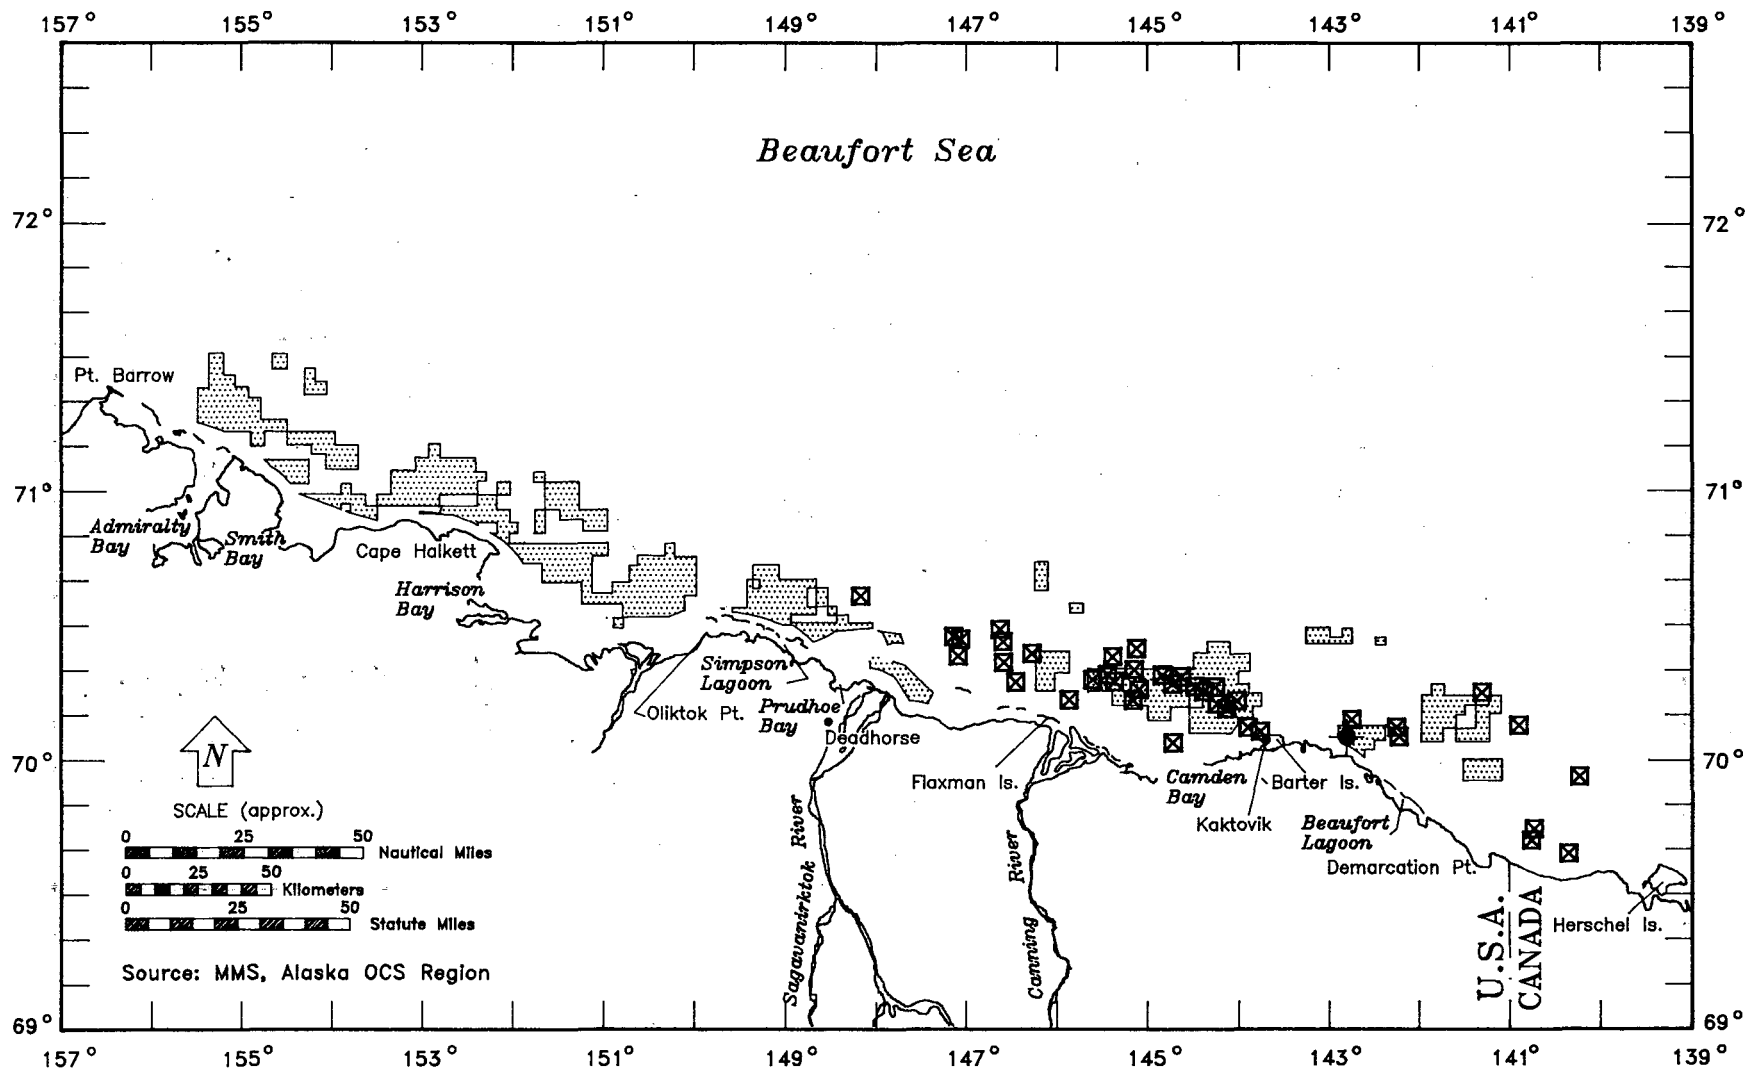 157° 155° 153° 151° 149° 147° 145° 143° 141° 139°
Beaufort Sea
72° 72°
Pt. Barrow
71° 71°
Admiralty
Bay
Smith
Bay
Cape Halkett
Harrison
Bay
Simpson
Lagoon
Oliktok Pt.
Prudhoe
Bay
Deadhorse
N
70° 70°
Flaxman Is.
Camden
Bay
Barter Is.
Kaktovik
Beaufort
Lagoon
Demarcation Pt.
SCALE (approx.)
0 25 50
Nautical Miles
0 25 50
Kilometers
0 25 50
Statute Miles
Sagavanirktok River
Canning River
U.S.A.
CANADA
Herschel Is.
Source: MMS, Alaska OCS Region
69° 69°
157° 155° 153° 151° 149° 147° 145° 143° 141° 139°